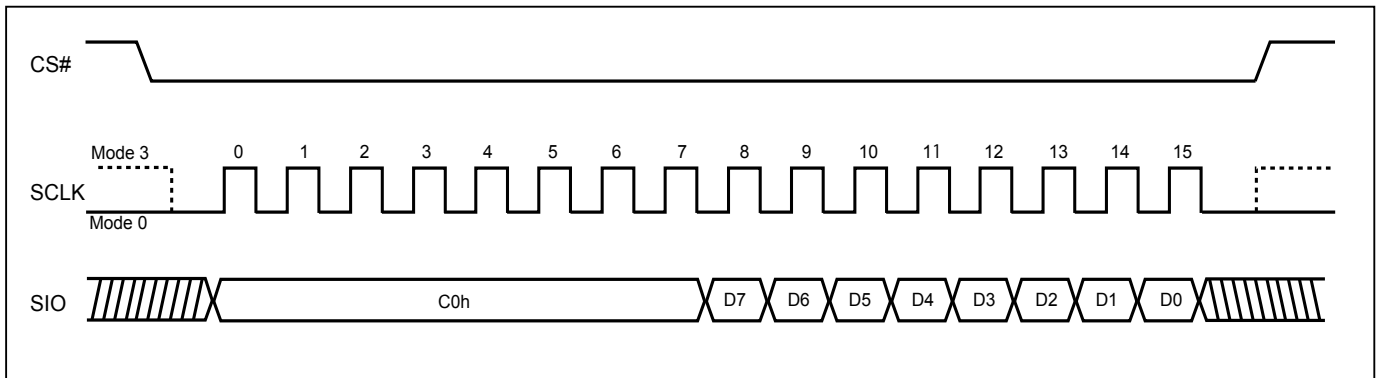 CS#
Mode 3
0 1 2 3 4 5 6 7 8 9 10 11 12 13 14 15
SCLK
Mode 0
SIO
C0h D7 D6 D5 D4 D3 D2 D1 D0